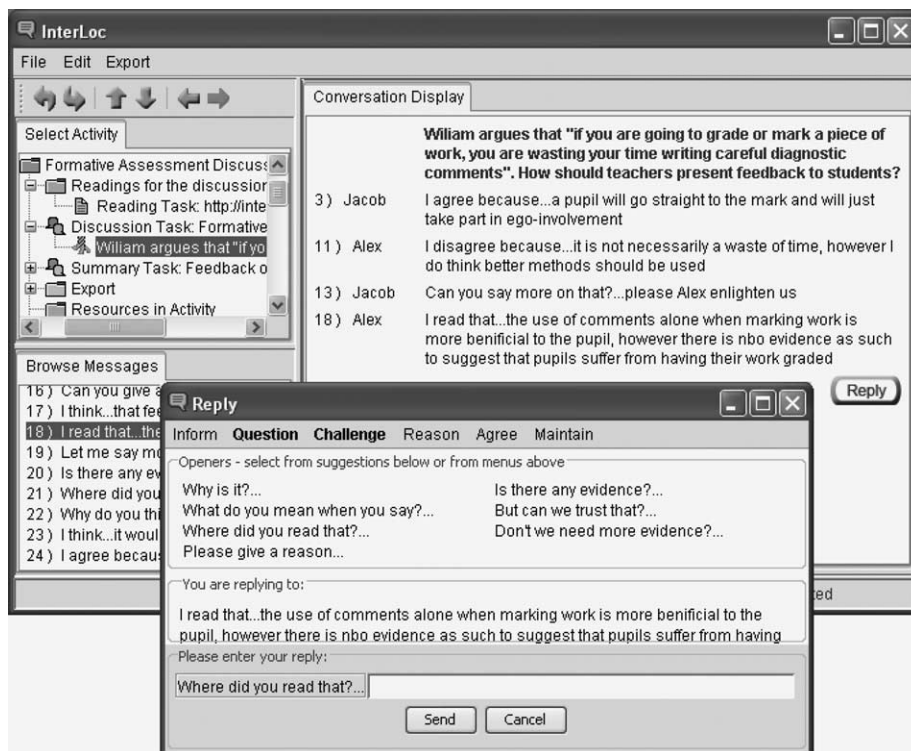 InterLoc
File Edit Export
Select Activity
Formative Assessment Discus
Readings for the discussion
Reading Task: http://inte
Discussion Task: Formative
Wiliam argues that "if yo
Summary Task: Feedback o
Export
Resources in Activity
Conversation Display
Wiliam argues that "if you are going to grade or mark a piece of
work, you are wasting your time writing careful diagnostic
comments". How should teachers present feedback to students?
3) Jacob I agree because...a pupil will go straight to the mark and will just
take part in ego-involvement
11) Alex I disagree because...it is not necessarily a waste of time, however I
do think better methods should be used
13) Jacob Can you say more on that?...please Alex enlighten us
18) Alex I read that...the use of comments alone when marking work is
more benificial to the pupil, however there is nbo evidence as such
to suggest that pupils suffer from having their work graded
Reply
Browse Messages
16) Can you give a
17) I think...that fee
18) I read that...the
19) Let me say mo
20) Is there any ev
21) Where did you
22) Why do you thi
23) I think...it woul
24) I agree becaus
Reply
Inform Question Challenge Reason Agree Maintain
Openers - select from suggestions below or from menus above
Why is it?... Is there any evidence?...
What do you mean when you say?... But can we trust that?...
Where did you read that?... Don't we need more evidence?...
Please give a reason...
You are replying to:
I read that...the use of comments alone when marking work is more benificial to the
pupil, however there is nbo evidence as such to suggest that pupils suffer from having
Please enter your reply:
Where did you read that?...
Send Cancel